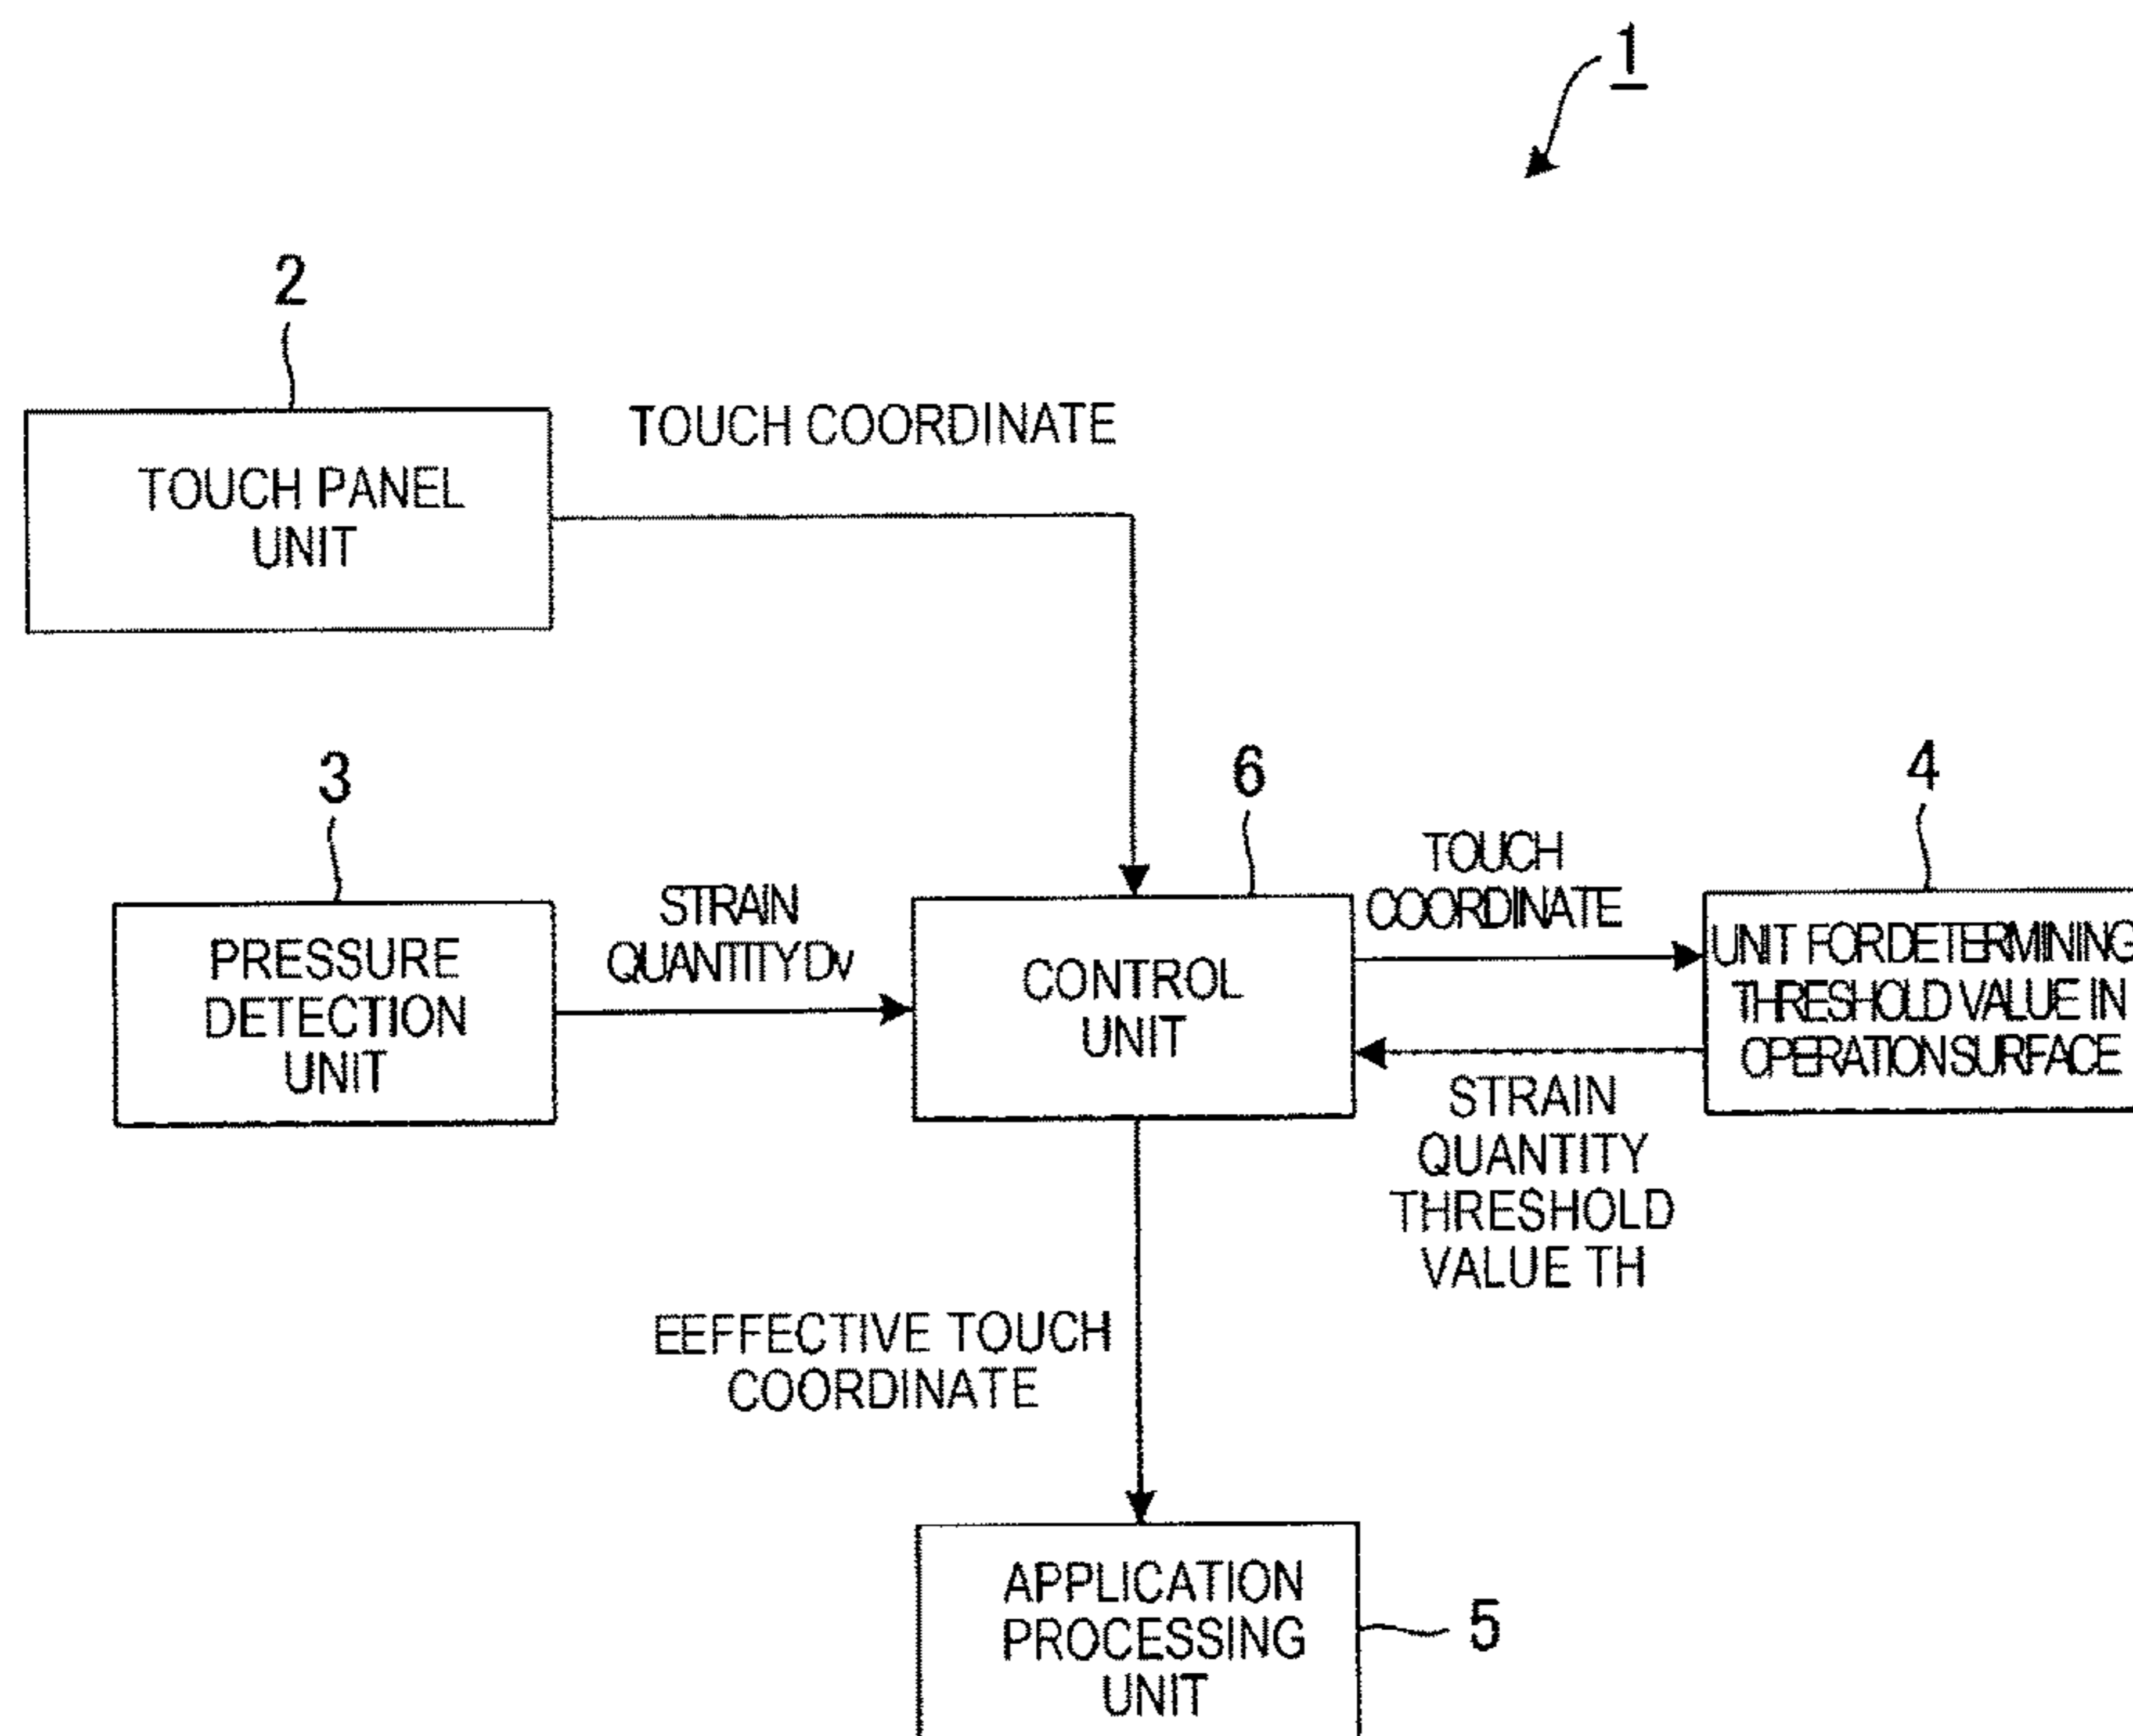 1
2
TOUCH PANEL
UNIT
TOUCH COORDINATE
3
PRESSURE
DETECTION
UNIT
STRAIN
QUANTITY Dv
6
CONTROL
UNIT
TOUCH
COORDINATE
4
UNIT FOR DETERMINING
THRESHOLD VALUE IN
OPERATION SURFACE
STRAIN
QUANTITY
THRESHOLD
VALUE TH
EEFFECTIVE TOUCH
COORDINATE
APPLICATION
PROCESSING
UNIT
5